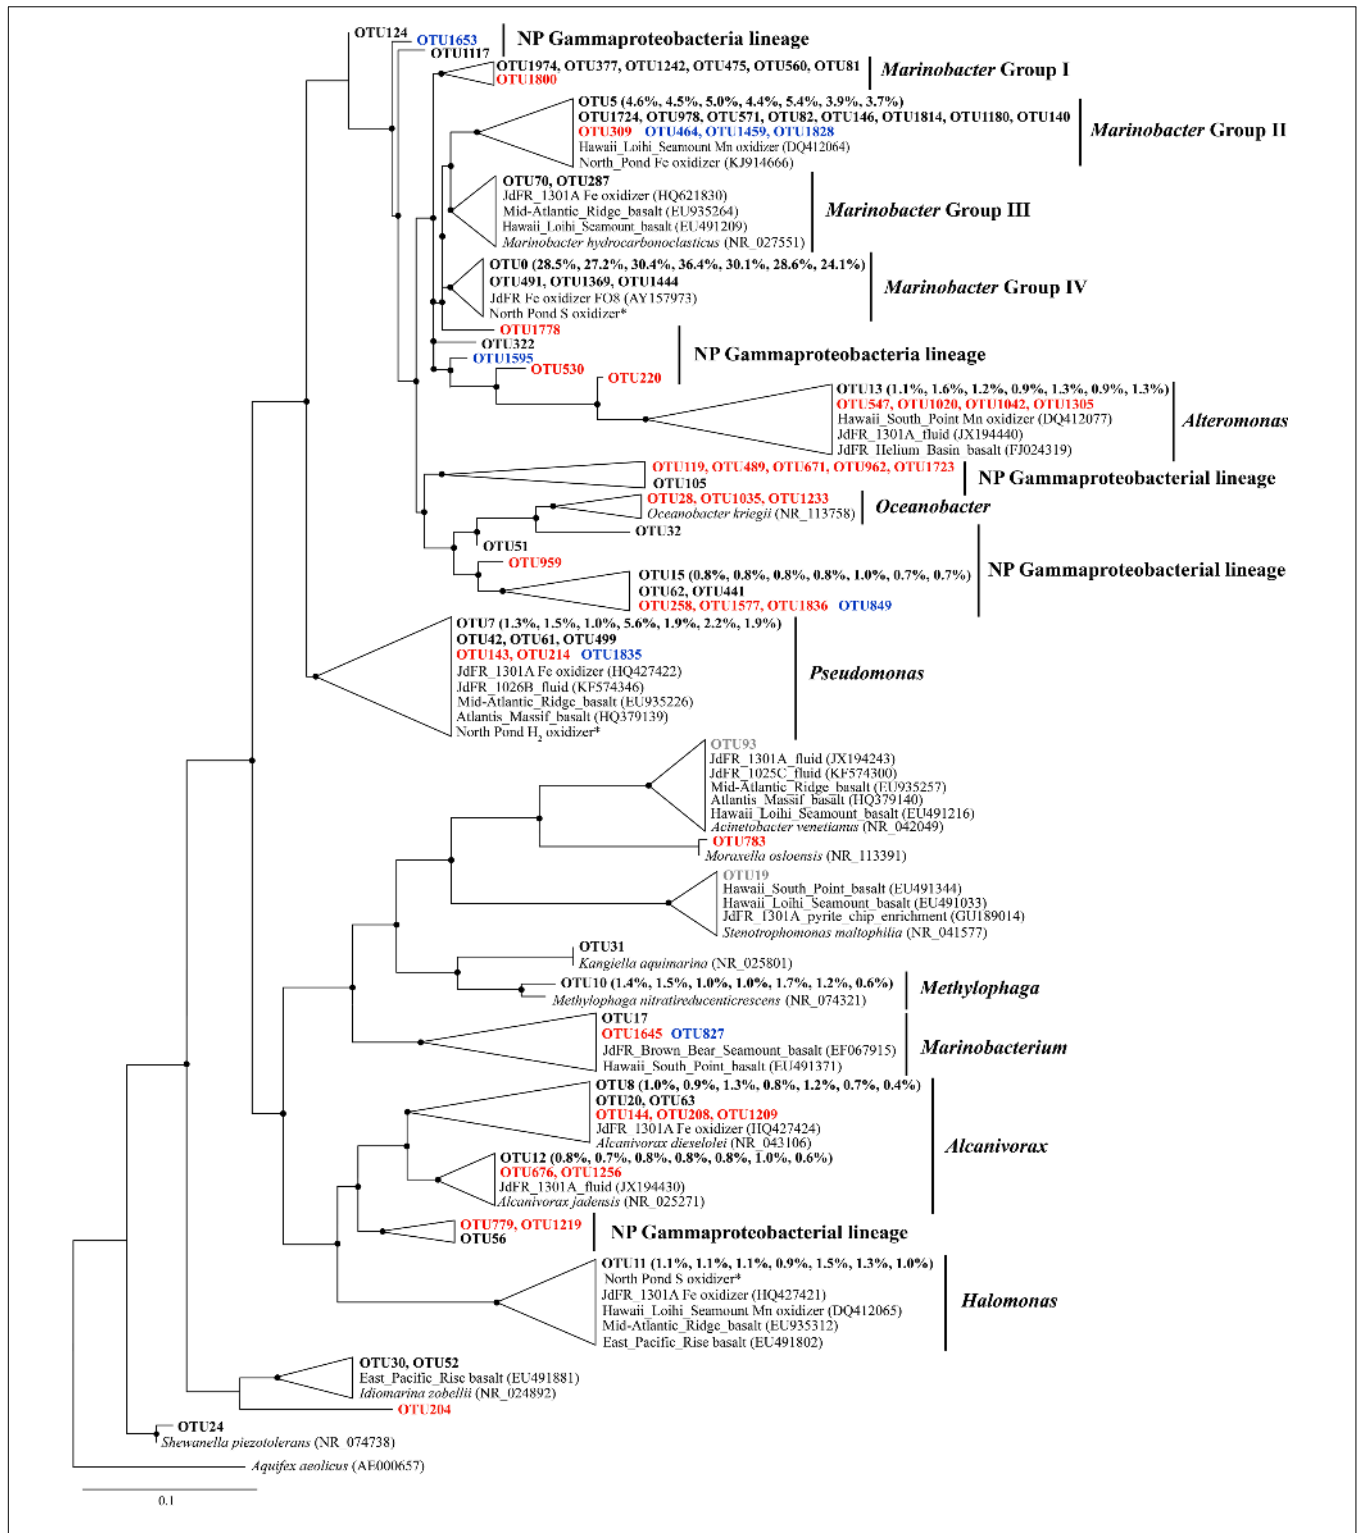 OTU124
OTU1653
OTU1117
NP Gammaproteobacteria lineage
OTU1974, OTU377, OTU1242, OTU475, OTU560, OTU81
OTU1800
Marinobacter Group I
OTU5 (4.6%, 4.5%, 5.0%, 4.4%, 5.4%, 3.9%, 3.7%)
OTU1724, OTU978, OTU571, OTU82, OTU146, OTU1814, OTU1180, OTU140
OTU309 OTU464, OTU1459, OTU1828
Hawaii_Loihi_Seamount Mn oxidizer (DQ412064)
North_Pond Fe oxidizer (KJ914666)
Marinobacter Group II
OTU70, OTU287
JdFR_1301A Fe oxidizer (HQ621830)
Mid-Atlantic_Ridge_basalt (EU935264)
Hawaii_Loihi_Seamount_basalt (EU491209)
Marinobacter hydrocarbonoclasticus (NR_027551)
Marinobacter Group III
OTU0 (28.5%, 27.2%, 30.4%, 36.4%, 30.1%, 28.6%, 24.1%)
OTU491, OTU1369, OTU1444
JdFR Fe oxidizer FO8 (AY157973)
North Pond S oxidizer*
Marinobacter Group IV
OTU1778
OTU322
OTU1595
OTU530
OTU220
NP Gammaproteobacteria lineage
OTU13 (1.1%, 1.6%, 1.2%, 0.9%, 1.3%, 0.9%, 1.3%)
OTU547, OTU1020, OTU1042, OTU1305
Hawaii_South_Point Mn oxidizer (DQ412077)
JdFR_1301A_fluid (JX194440)
JdFR_Helium_Basin_basalt (FJ024319)
Alteromonas
OTU119, OTU489, OTU671, OTU962, OTU1723
OTU105
NP Gammaproteobacterial lineage
OTU28, OTU1035, OTU1233
Oceanobacter kriegii (NR_113758)
Oceanobacter
OTU32
OTU51
OTU959
OTU15 (0.8%, 0.8%, 0.8%, 0.8%, 1.0%, 0.7%, 0.7%)
OTU62, OTU441
OTU258, OTU1577, OTU1836 OTU849
NP Gammaproteobacterial lineage
OTU7 (1.3%, 1.5%, 1.0%, 5.6%, 1.9%, 2.2%, 1.9%)
OTU42, OTU61, OTU499
OTU143, OTU214 OTU1835
JdFR_1301A Fe oxidizer (HQ427422)
JdFR_1026B_fluid (KF574346)
Mid-Atlantic_Ridge_basalt (EU935226)
Atlantis_Massif_basalt (HQ379139)
North Pond H2 oxidizer*
Pseudomonas
OTU93
JdFR_1301A_fluid (JX194243)
JdFR_1025C_fluid (KF574300)
Mid-Atlantic_Ridge_basalt (EU935257)
Atlantis_Massif_basalt (HQ379140)
Hawaii_Loihi_Seamount_basalt (EU491216)
Acinetobacter venetianus (NR_042049)
OTU783
Moraxella osloensis (NR_113391)
OTU19
Hawaii_South_Point_basalt (EU491344)
Hawaii_Loihi_Seamount_basalt (EU491033)
JdFR_1301A_pyrite_chip_enrichment (GU189014)
Stenotrophomonas maltophilia (NR_041577)
OTU31
Kangiella aquimarina (NR_025801)
OTU10 (1.4%, 1.5%, 1.0%, 1.0%, 1.7%, 1.2%, 0.6%)
Methylophaga nitratireducenticrescens (NR_074321)
Methylophaga
OTU17
OTU1645 OTU827
JdFR_Brown_Bear_Seamount_basalt (EF067915)
Hawaii_South_Point_basalt (EU491371)
Marinobacterium
OTU8 (1.0%, 0.9%, 1.3%, 0.8%, 1.2%, 0.7%, 0.4%)
OTU20, OTU63
OTU144, OTU208, OTU1209
JdFR_1301A Fe oxidizer (HQ427424)
Alcanivorax dieselolei (NR_043106)
OTU12 (0.8%, 0.7%, 0.8%, 0.8%, 0.8%, 1.0%, 0.6%)
OTU676, OTU1256
JdFR_1301A_fluid (JX194430)
Alcanivorax jadensis (NR_025271)
Alcanivorax
OTU779, OTU1219
OTU56
NP Gammaproteobacterial lineage
OTU11 (1.1%, 1.1%, 1.1%, 0.9%, 1.5%, 1.3%, 1.0%)
North Pond S oxidizer*
JdFR_1301A Fe oxidizer (HQ427421)
Hawaii_Loihi_Seamount Mn oxidizer (DQ412065)
Mid-Atlantic_Ridge_basalt (EU935312)
East_Pacific_Rise basalt (EU491802)
Halomonas
OTU30, OTU52
East_Pacific_Rise basalt (EU491881)
Idiomarina zobellii (NR_024892)
OTU204
OTU24
Shewanella piezotolerans (NR_074738)
Aquifex aeolicus (AE000657)
0.1